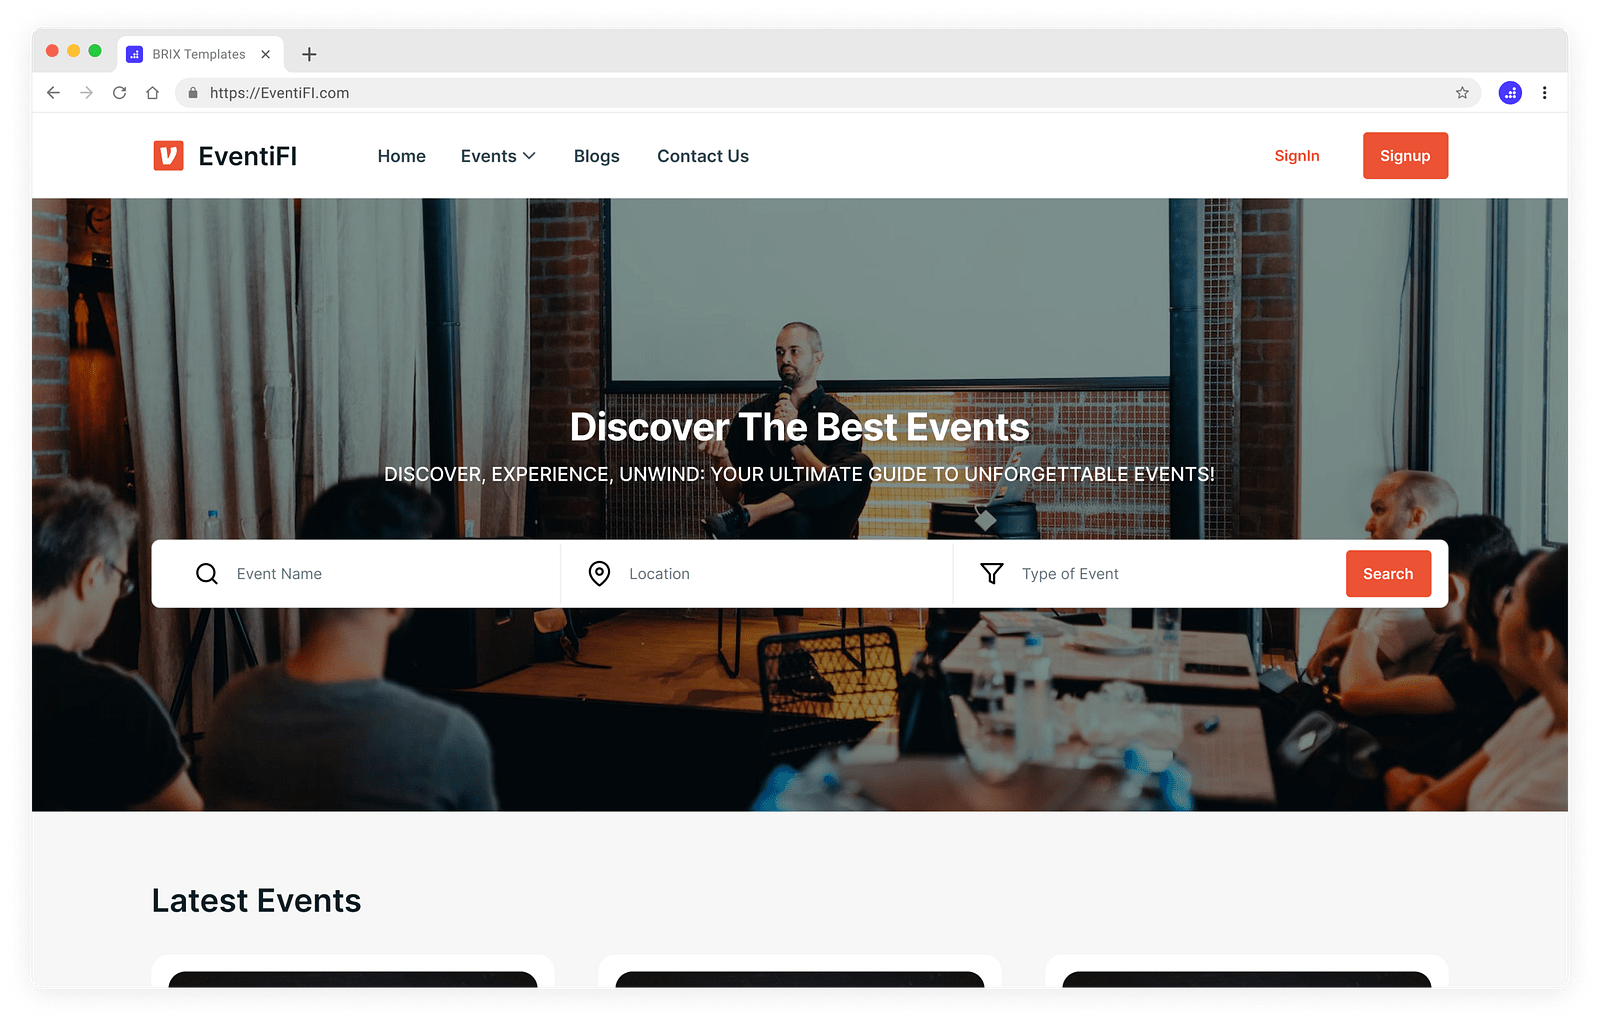 BRIX Templates
https://EventiFI.com
EventiFI Home Events Blogs Contact Us SignIn Signup
Discover The Best Events
DISCOVER, EXPERIENCE, UNWIND: YOUR ULTIMATE GUIDE TO UNFORGETTABLE EVENTS!
Event Name Location Type of Event Search
Latest Events